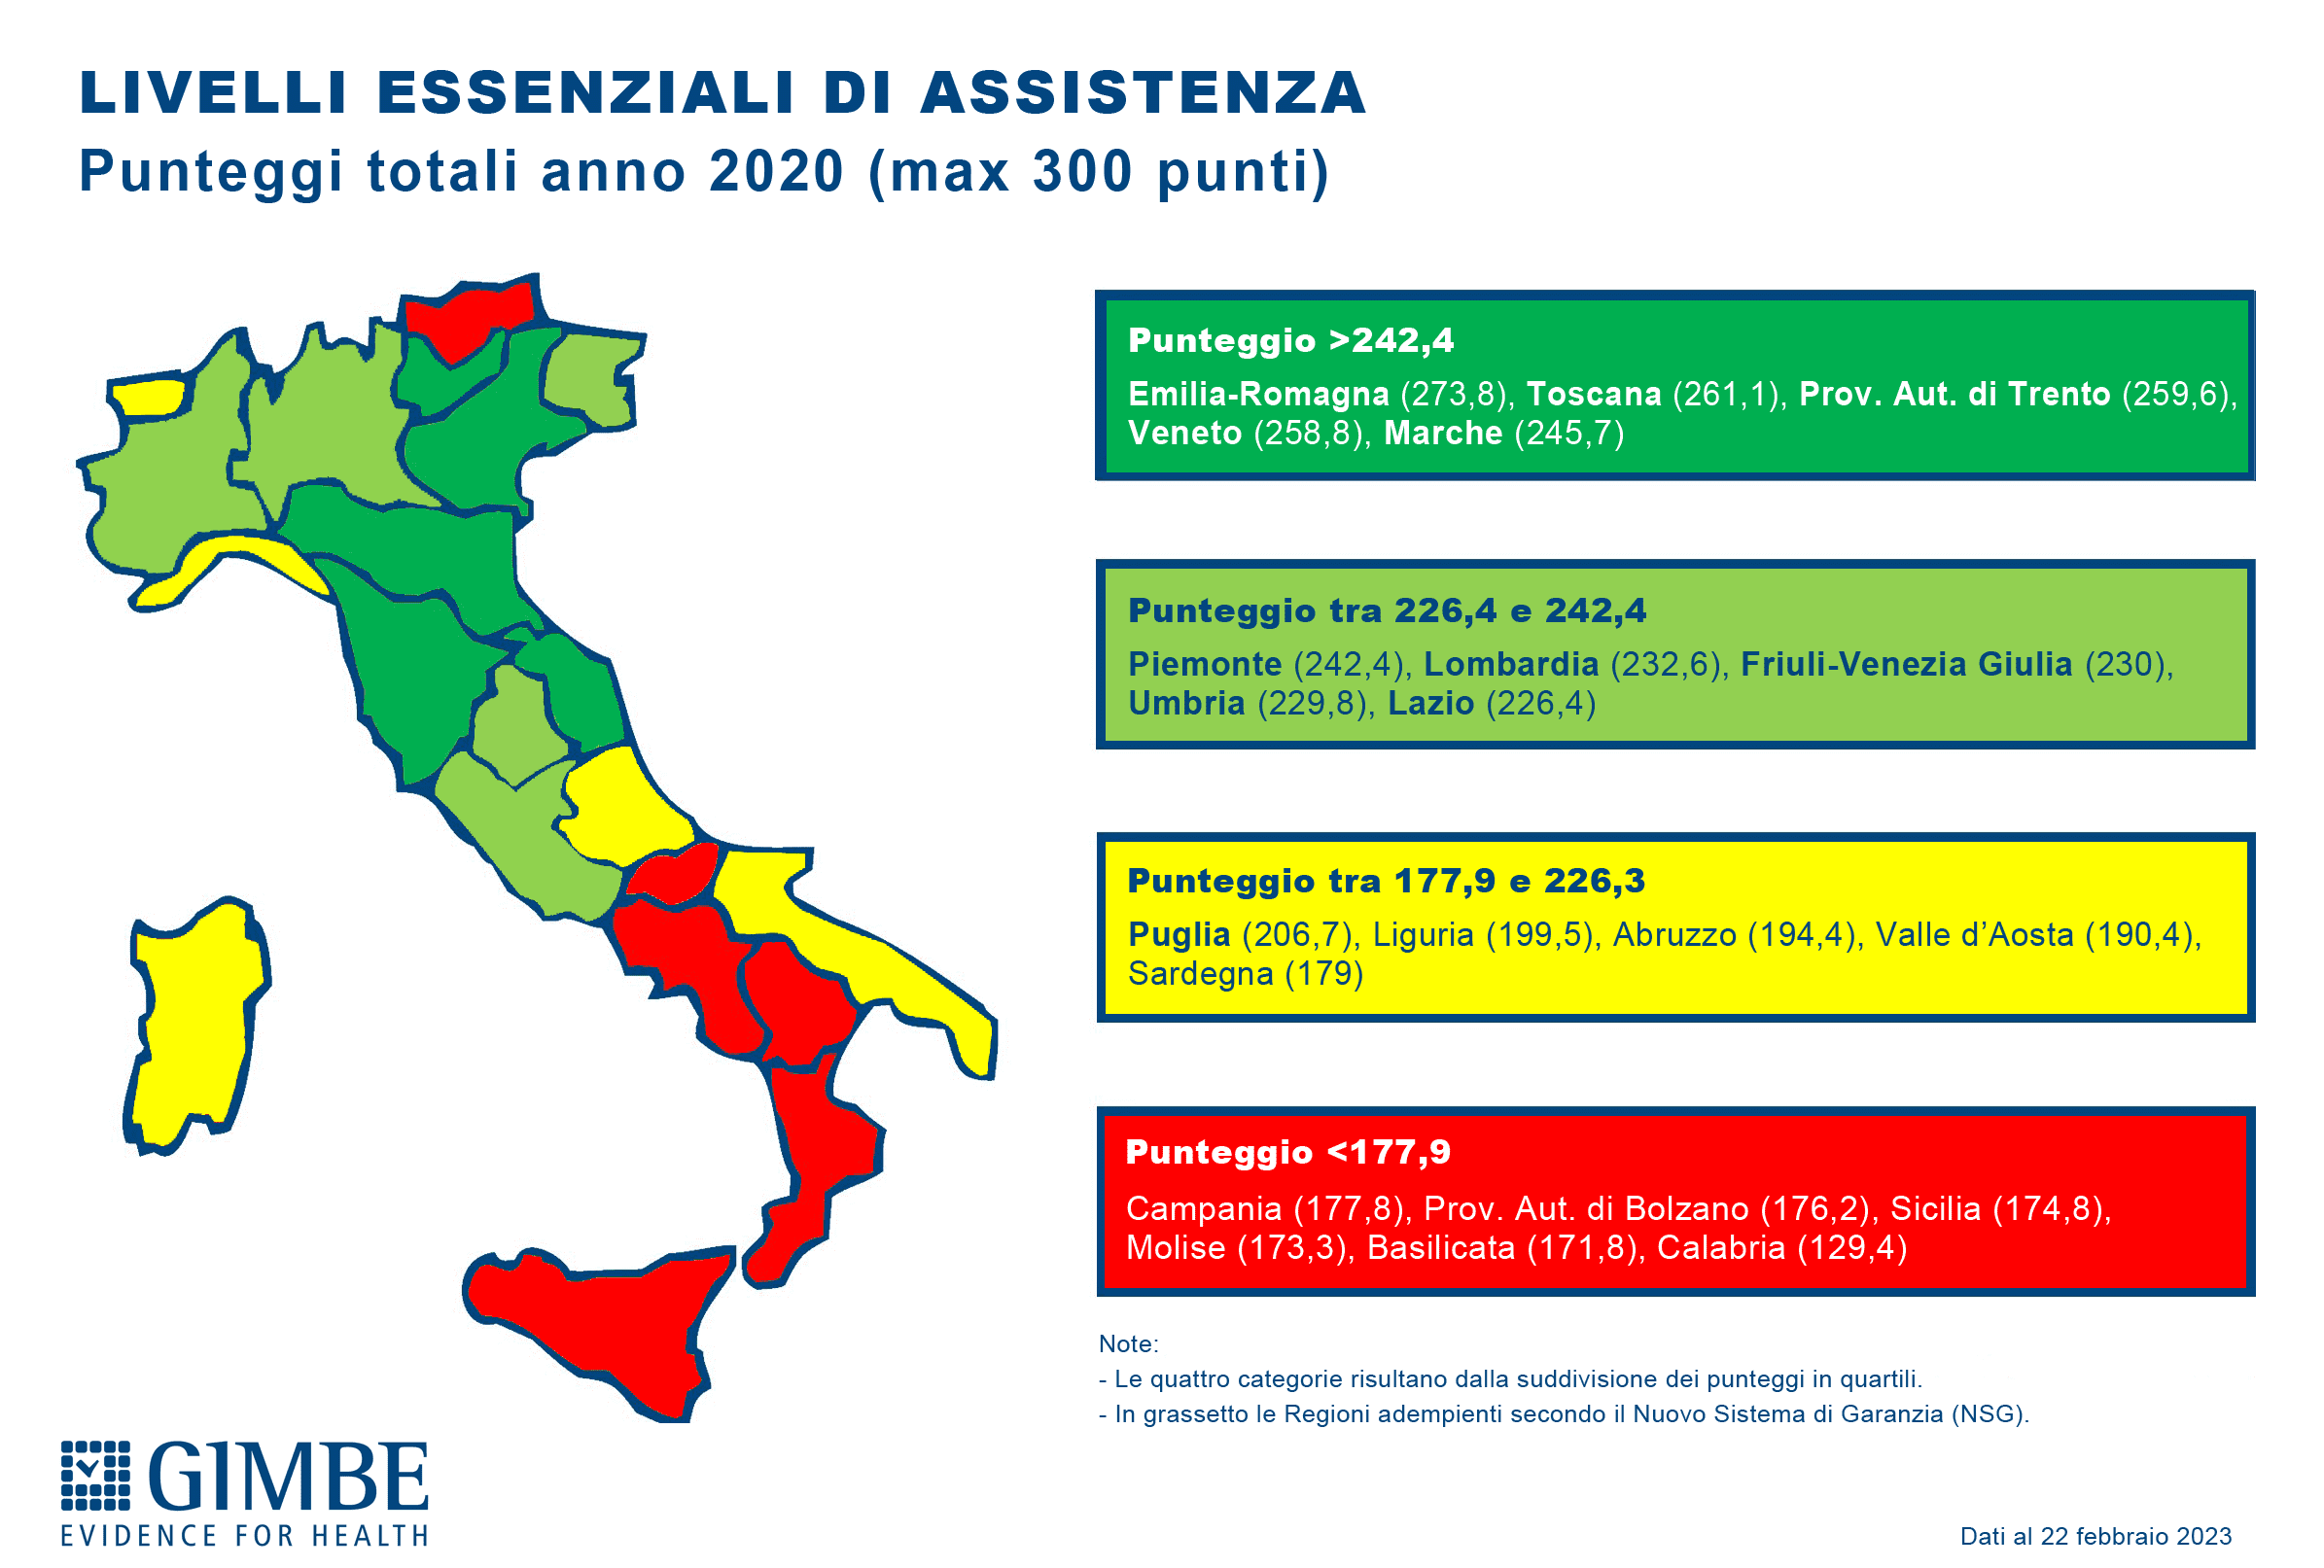 LIVELLI ESSENZIALI DI ASSISTENZA
Punteggi totali anno 2020 (max 300 punti)
Punteggio >242,4
Emilia-Romagna (273,8), Toscana (261,1), Prov. Aut. di Trento (259,6),
Veneto (258,8), Marche (245,7)
Punteggio tra 226,4 e 242,4
Piemonte (242,4), Lombardia (232,6), Friuli-Venezia Giulia (230),
Umbria (229,8), Lazio (226,4)
Punteggio tra 177,9 e 226,3
Puglia (206,7), Liguria (199,5), Abruzzo (194,4), Valle d’Aosta (190,4),
Sardegna (179)
Punteggio <177,9
Campania (177,8), Prov. Aut. di Bolzano (176,2), Sicilia (174,8),
Molise (173,3), Basilicata (171,8), Calabria (129,4)
Note:
- Le quattro categorie risultano dalla suddivisione dei punteggi in quartili.
- In grassetto le Regioni adempienti secondo il Nuovo Sistema di Garanzia (NSG).
GIMBE
EVIDENCE FOR HEALTH
Dati al 22 febbraio 2023